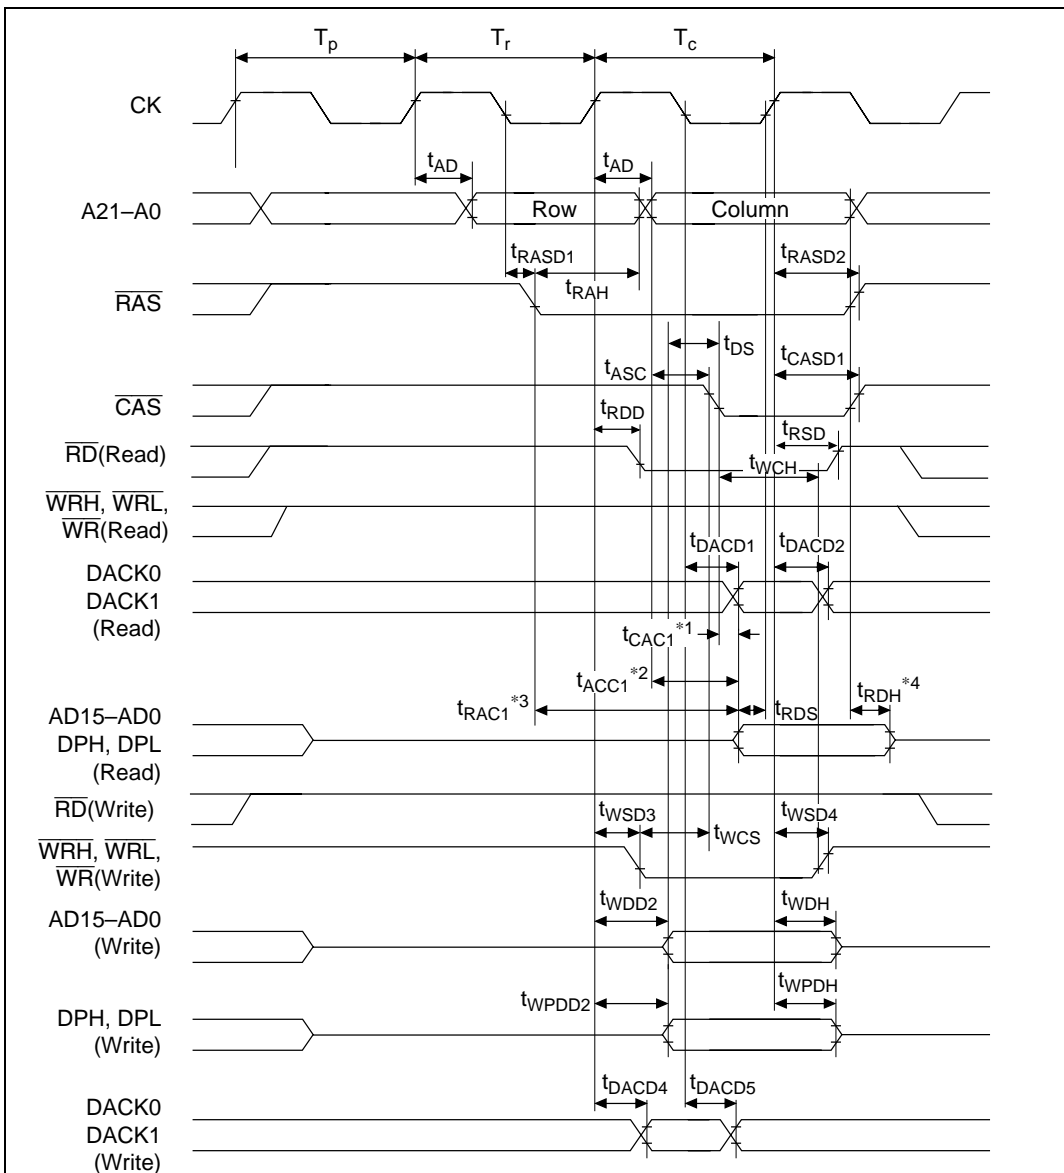 Tp Tr Tc
CK
tAD tAD
A21–A0 Row Column
tRASD1 tRASD2
tRAH
RAS
tDS
tASC tCASD1
CAS
tRDD
RD(Read) tRSD
tWCH
WRH, WRL,
WR(Read)
tDACD1 tDACD2
DACK0
DACK1
(Read)
tCAC1*1
tACC1*2
tRAC1*3 tRDS tRDH*4
AD15–AD0
DPH, DPL
(Read)
RD(Write)
tWSD3 tWCS tWSD4
WRH, WRL,
WR(Write)
tWDD2 tWDH
AD15–AD0
(Write)
tWPDD2 tWPDH
DPH, DPL
(Write)
tDACD4 tDACD5
DACK0
DACK1
(Write)